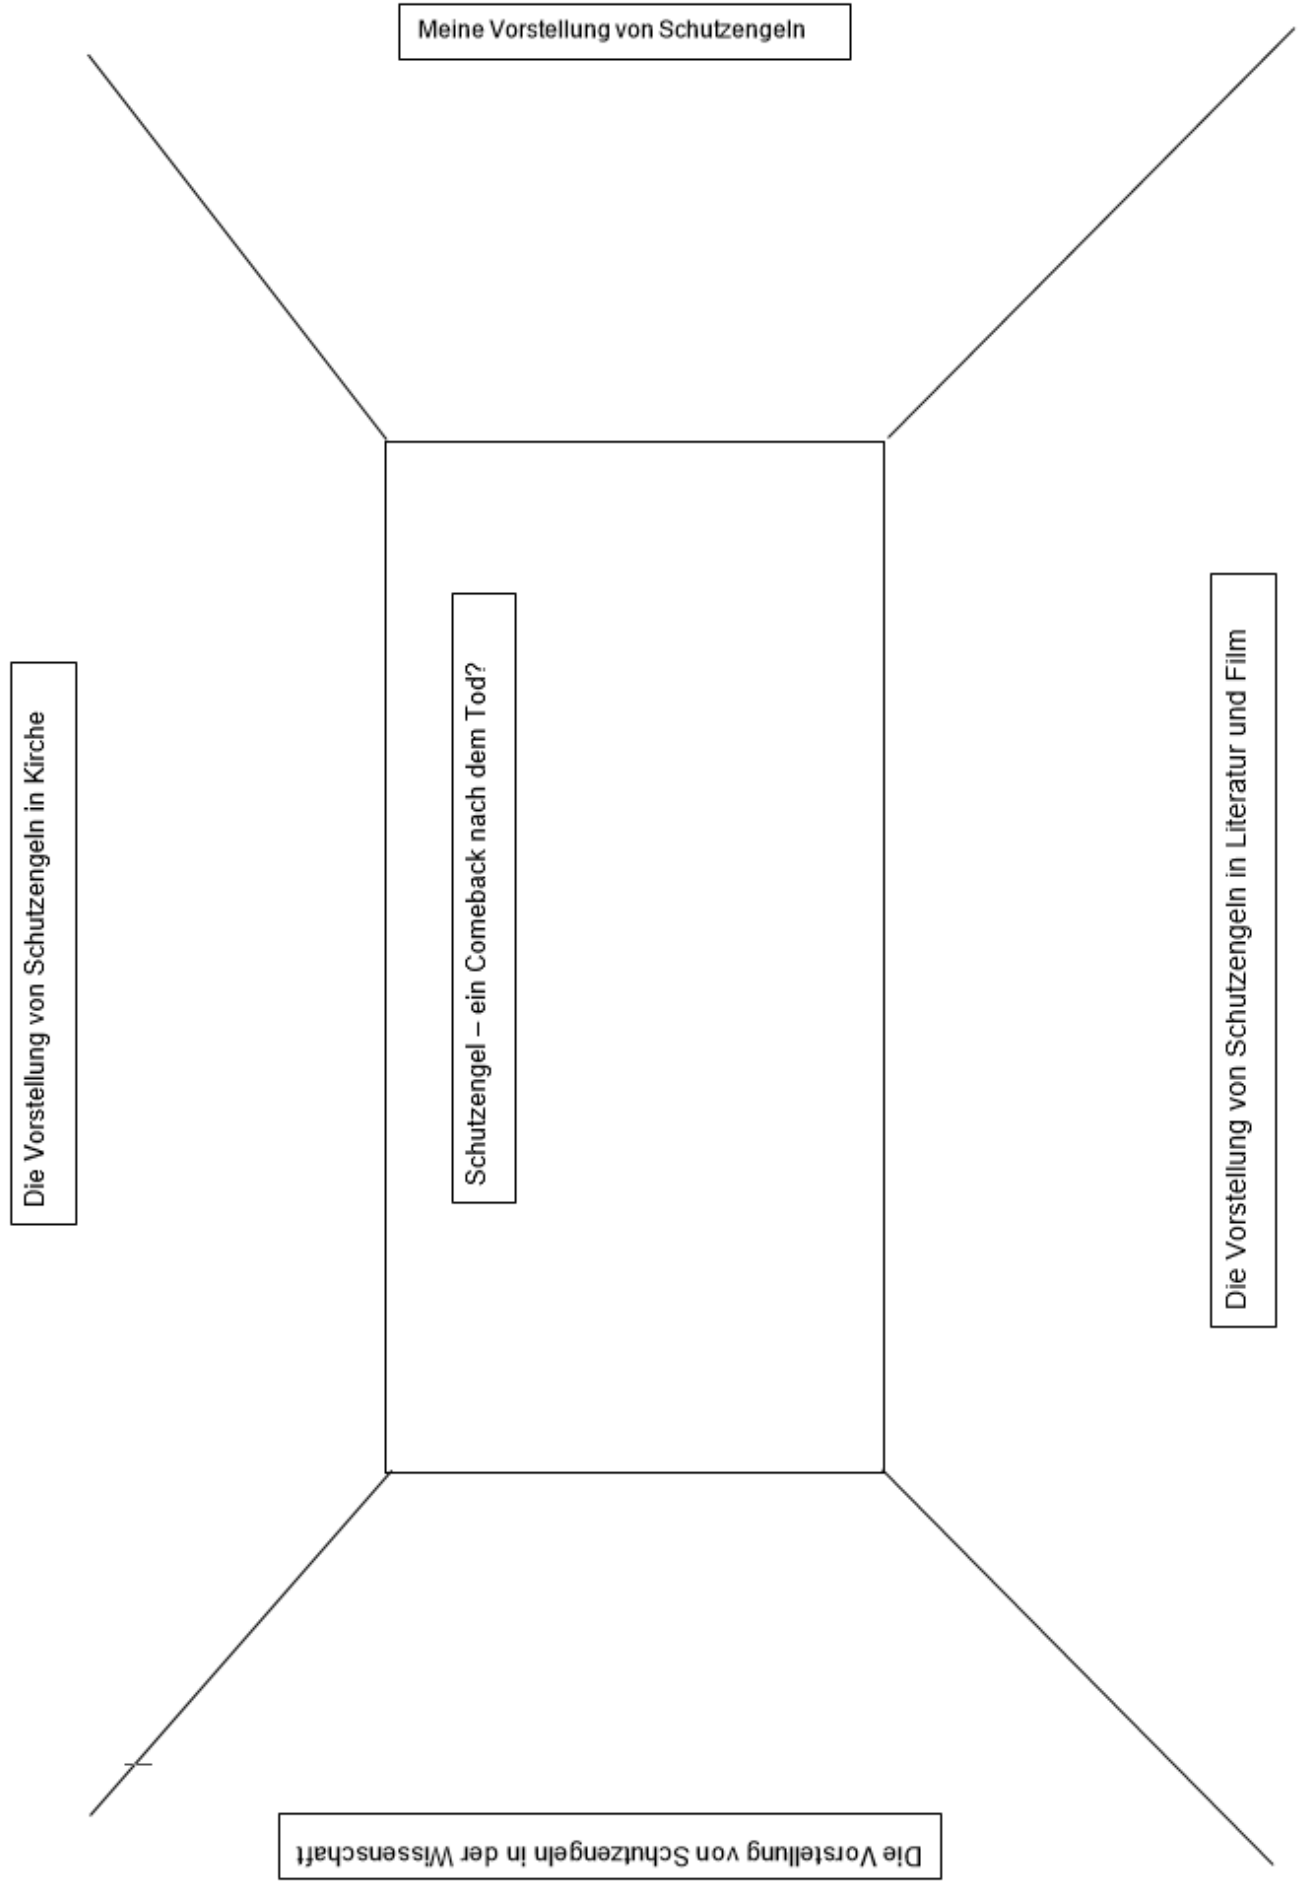 Meine Vorstellung von Schutzengeln
Die Vorstellung von Schutzengeln in Kirche
Schutzengel – ein Comeback nach dem Tod?
Die Vorstellung von Schutzengeln in Literatur und Film
Die Vorstellung von Schutzengeln in der Wissenschaft